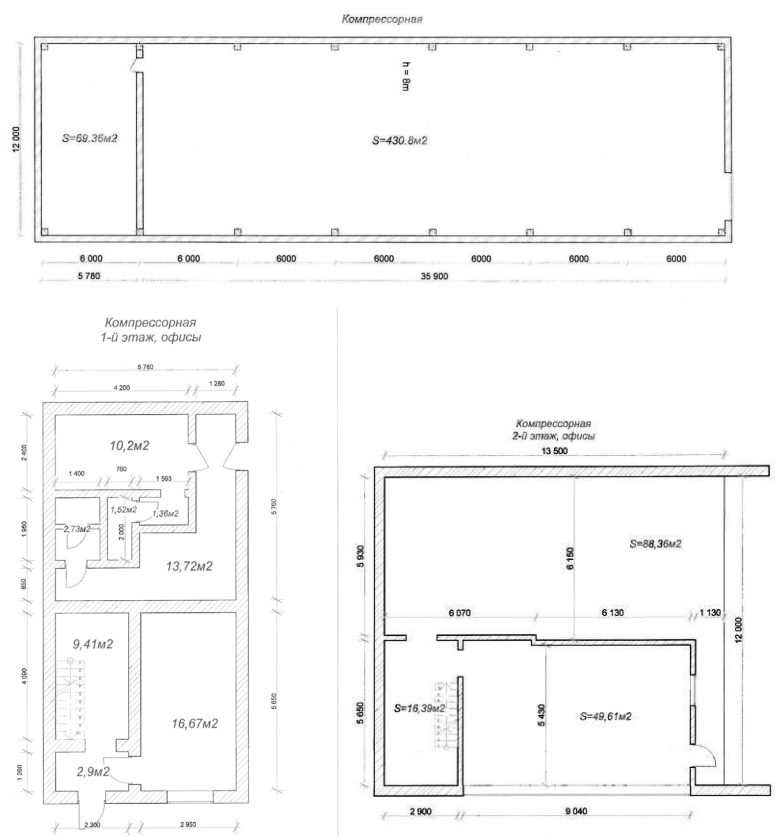 Компрессорная
h = 8m
12 000
S=69.36м2
S=430.8м2
6 000
6 000
6000
6000
6000
6000
6000
5 780
35 900
Компрессорная
1-й этаж, офисы
5 780
4 200
1 280
10,2м2
2 400
1 400
760
1 593
5 760
1,52м2
1,36м2
1 950
2,73м2
2 000
13,72м2
850
9,41м2
4 090
16,67м2
5 650
2,9м2
1 260
2 300
2 950
Компрессорная
2-й этаж, офисы
13 500
S=88,36м2
5 930
6 150
6 070
6 130
1 130
12 000
5 650
S=16,39м2
5 430
S=49,61м2
2 900
9 040